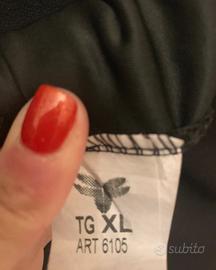 TG XL
ART 6105
subito